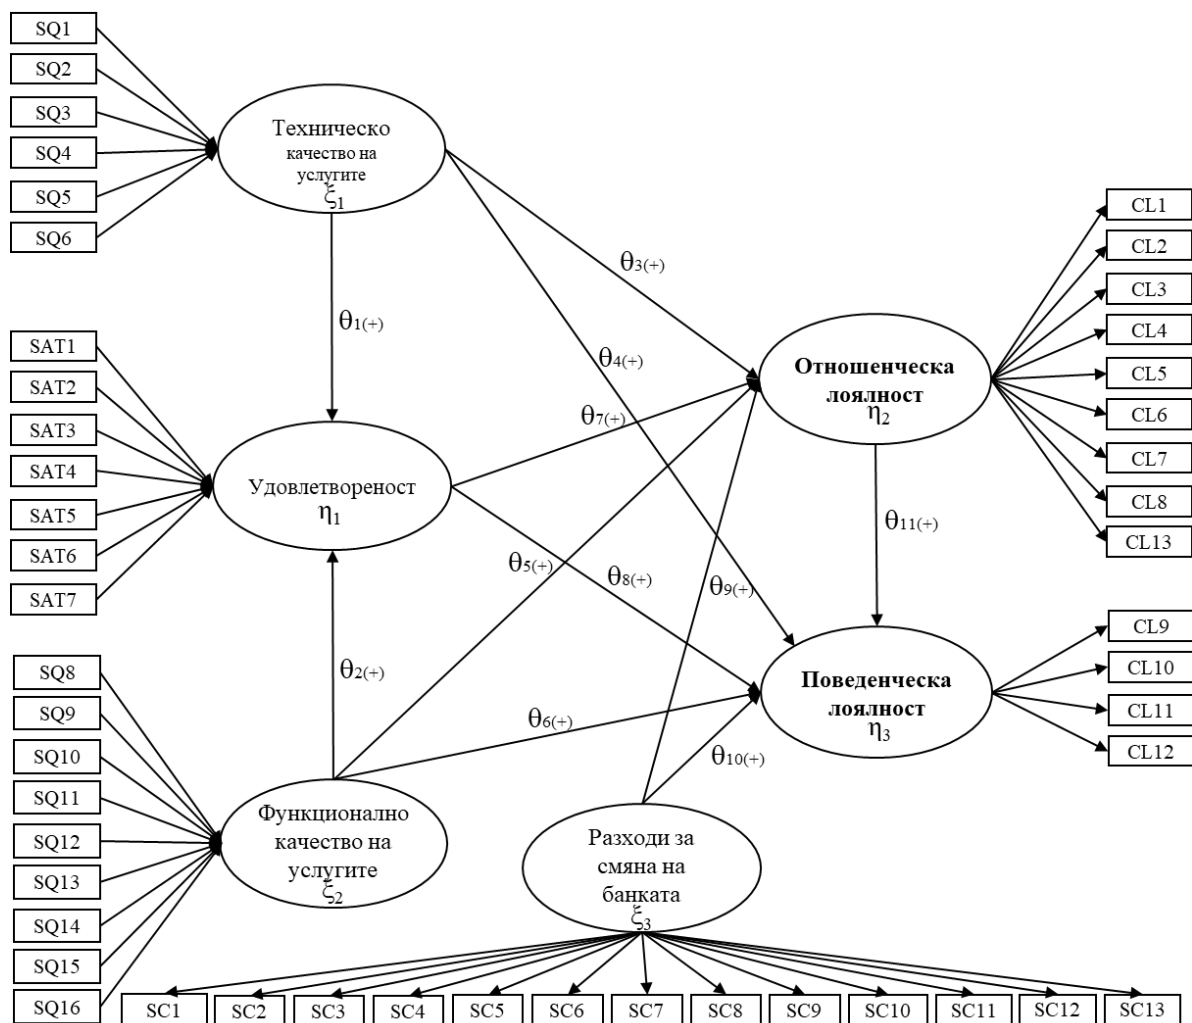 SQ1
SQ2
SQ3
SQ4
SQ5
SQ6
Техническо
качество на
услугите
ξ1
θ1(+)
θ3(+)
θ4(+)
SAT1
SAT2
SAT3
SAT4
SAT5
SAT6
SAT7
Удовлетвореност
η1
θ7(+)
θ5(+)
θ8(+)
θ9(+)
Отношенческа
лоялност
η2
θ11(+)
CL1
CL2
CL3
CL4
CL5
CL6
CL7
CL8
CL13
θ2(+)
θ6(+)
θ10(+)
Поведенческа
лоялност
η3
CL9
CL10
CL11
CL12
SQ8
SQ9
SQ10
SQ11
SQ12
SQ13
SQ14
SQ15
SQ16
Функционално
качество на
услугите
ξ2
Разходи за
смяна на
банката
ξ3
SC1
SC2
SC3
SC4
SC5
SC6
SC7
SC8
SC9
SC10
SC11
SC12
SC13